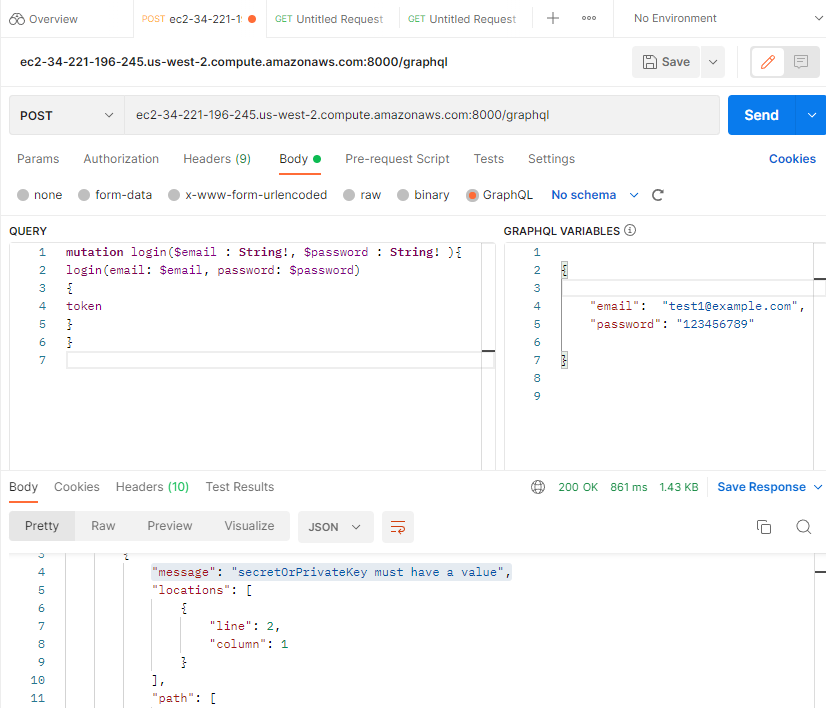 Overview
POST ec2-34-221-1
GET Untitled Request
GET Untitled Request
No Environment
ec2-34-221-196-245.us-west-2.compute.amazonaws.com:8000/graphql
Save
POST
ec2-34-221-196-245.us-west-2.compute.amazonaws.com:8000/graphql
Send
Params Authorization Headers (9) Body Pre-request Script Tests Settings Cookies
none form-data x-www-form-urlencoded raw binary GraphQL No schema
QUERY
1 mutation login($email : String!, $password : String! ){
2 login(email: $email, password: $password)
3 {
4 token
5 }
6 }
7
GRAPHQL VARIABLES
1
2 {
3
4 "email": "test1@example.com",
5 "password": "123456789"
6
7 }
8
9
Body Cookies Headers (10) Test Results 200 OK 861 ms 1.43 KB Save Response
Pretty Raw Preview Visualize JSON
3 {
4 "message": "secretOrPrivateKey must have a value",
5 "locations": [
6 {
7 "line": 2,
8 "column": 1
9 }
10 ],
11 "path": [